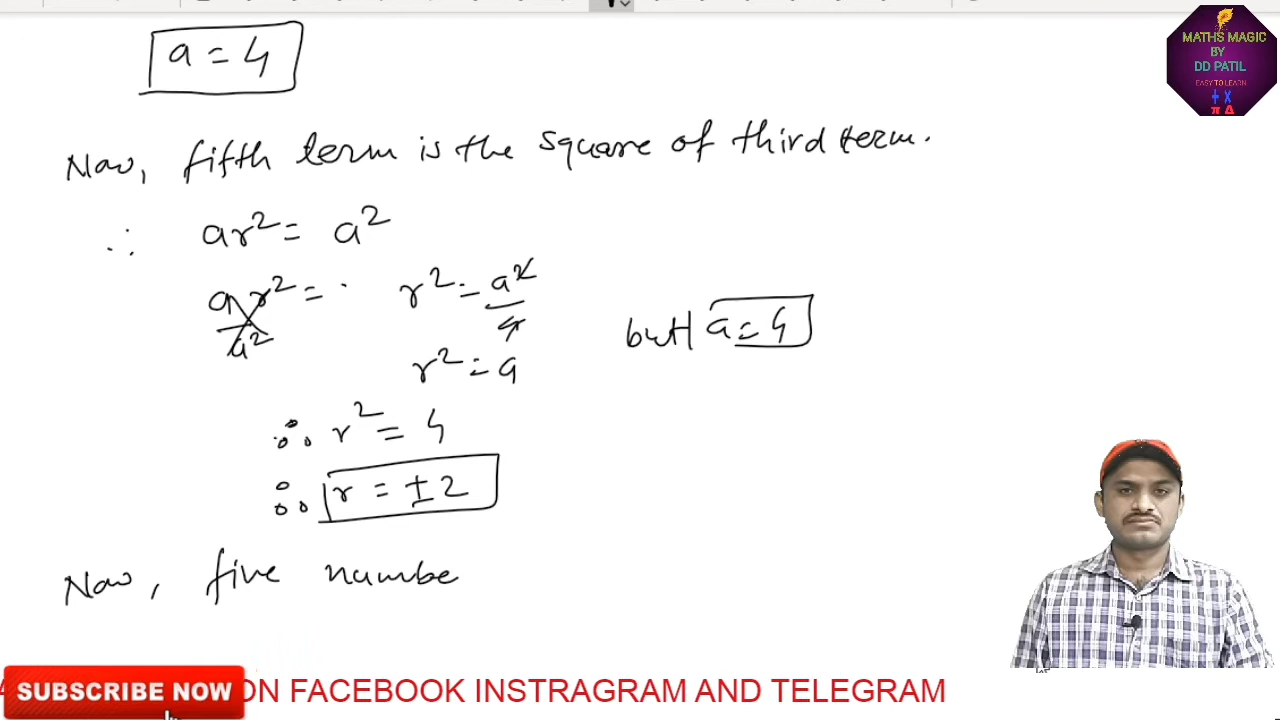 a = 4
MATHS MAGIC
BY
DD PATIL
EASY TO LEARN
+ X
π Δ
Now, fifth term is the square of third term.
∴ ar² = a²
ar²/a² = · r² = a²/a
but a = 4
r² = a
∴ r² = 4
∴ r = ±2
Now, five numbe
SUBSCRIBE NOW
ON FACEBOOK INSTRAGRAM AND TELEGRAM